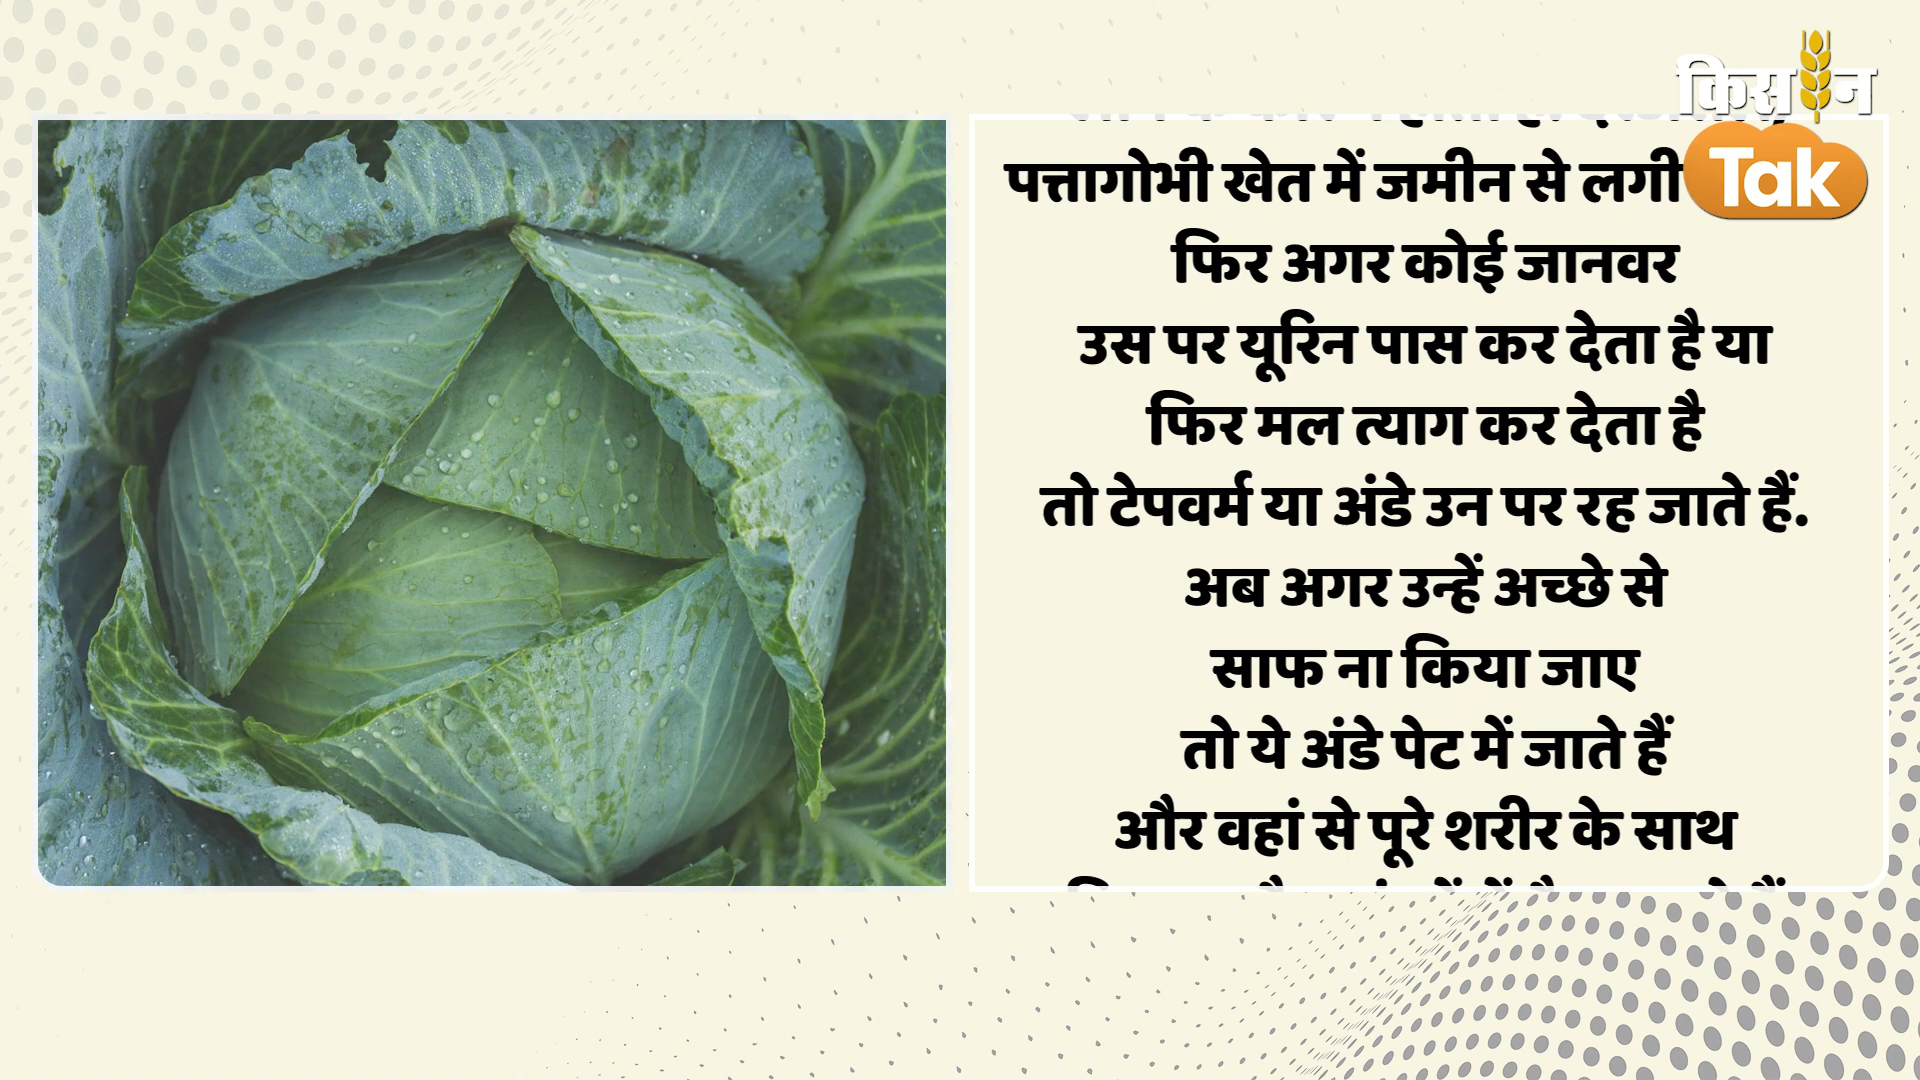 किसान
Tak
पत्तागोभी खेत में जमीन से लगी
फिर अगर कोई जानवर
उस पर यूरिन पास कर देता है या
फिर मल त्याग कर देता है
तो टेपवर्म या अंडे उन पर रह जाते हैं.
अब अगर उन्हें अच्छे से
साफ ना किया जाए
तो ये अंडे पेट में जाते हैं
और वहां से पूरे शरीर के साथ